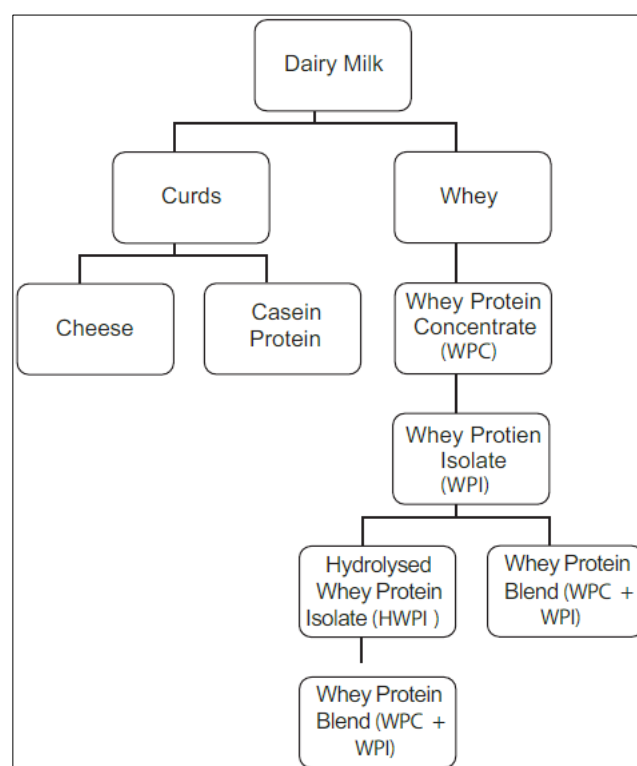 Dairy Milk
Curds
Whey
Cheese
Casein
Protein
Whey Protein
Concentrate
(WPC)
Whey Protien
Isolate
(WPI)
Hydrolysed
Whey Protein
Isolate (HWPI )
Whey Protein
Blend (WPC +
WPI)
Whey Protein
Blend (WPC +
WPI)